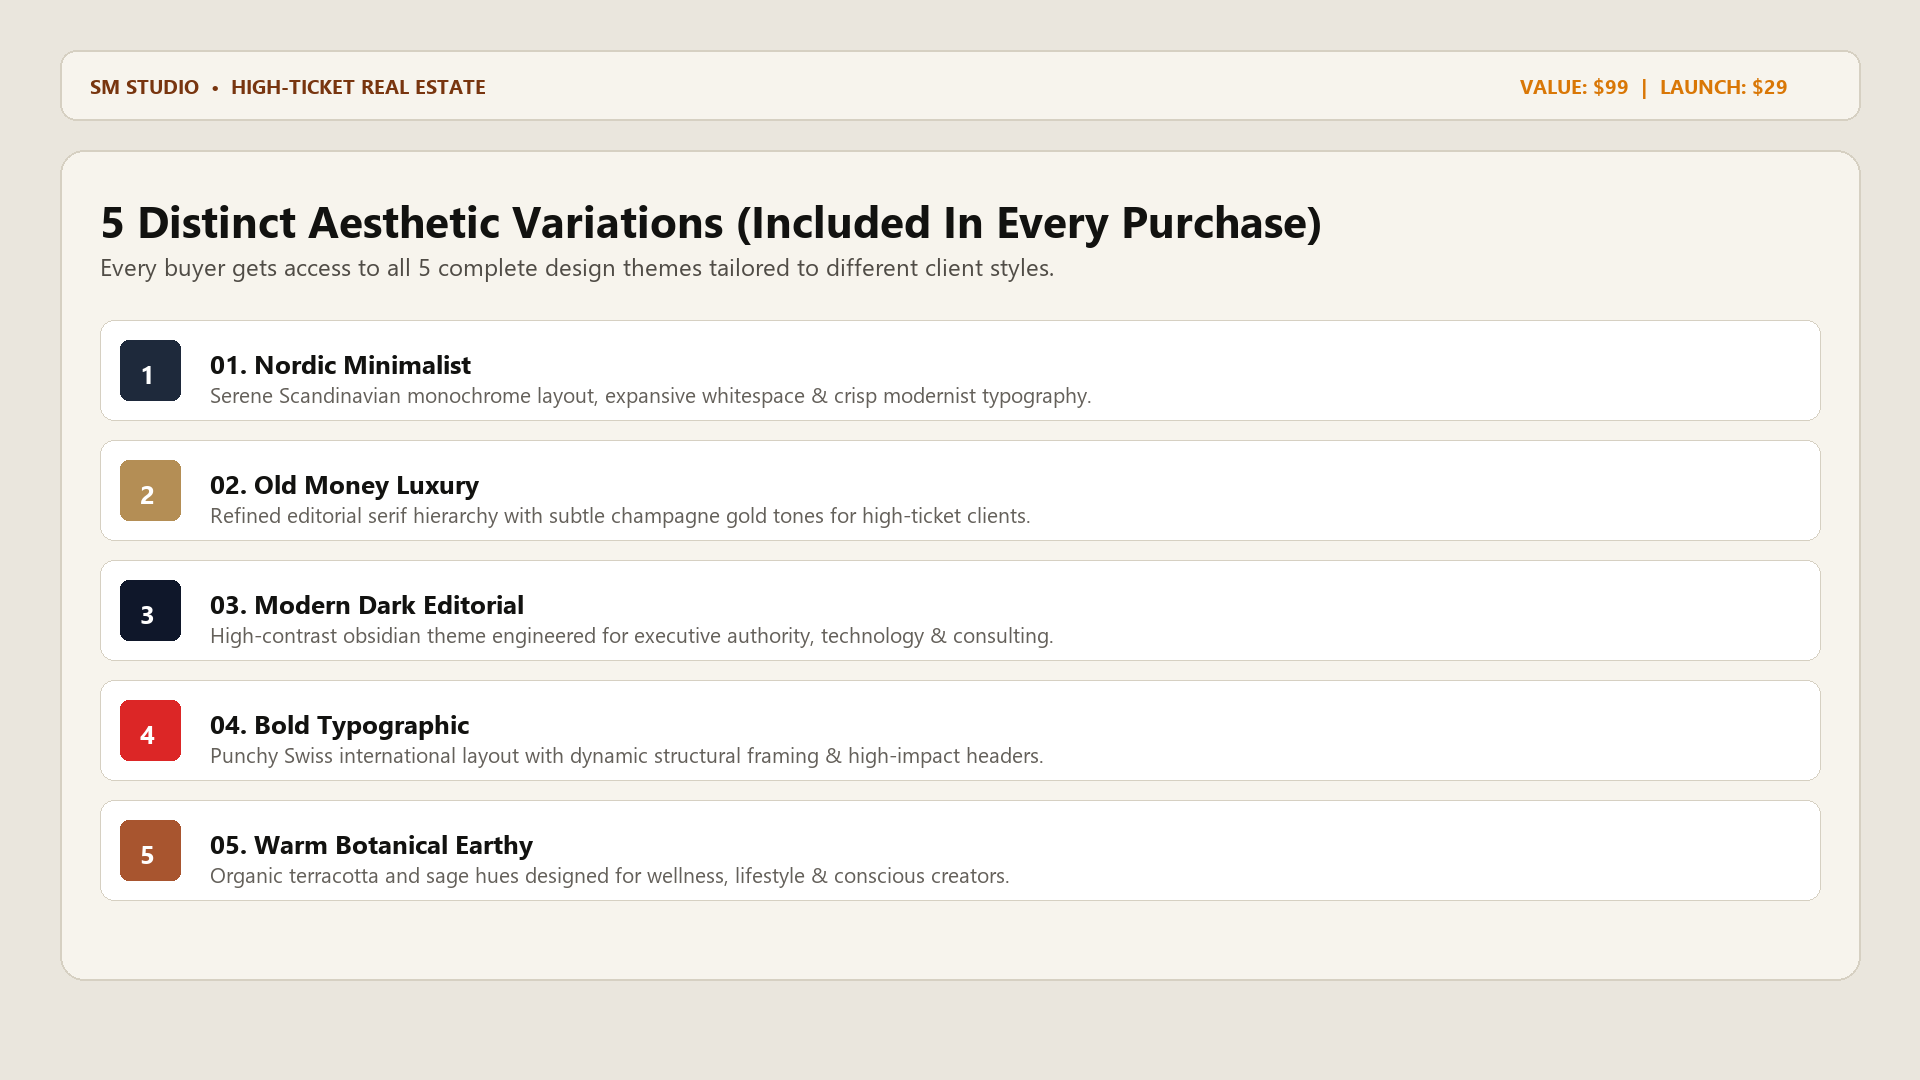 SM STUDIO • HIGH-TICKET REAL ESTATE
VALUE: $99 | LAUNCH: $29
5 Distinct Aesthetic Variations (Included In Every Purchase)
Every buyer gets access to all 5 complete design themes tailored to different client styles.
1
01. Nordic Minimalist
Serene Scandinavian monochrome layout, expansive whitespace & crisp modernist typography.
2
02. Old Money Luxury
Refined editorial serif hierarchy with subtle champagne gold tones for high-ticket clients.
3
03. Modern Dark Editorial
High-contrast obsidian theme engineered for executive authority, technology & consulting.
4
04. Bold Typographic
Punchy Swiss international layout with dynamic structural framing & high-impact headers.
5
05. Warm Botanical Earthy
Organic terracotta and sage hues designed for wellness, lifestyle & conscious creators.